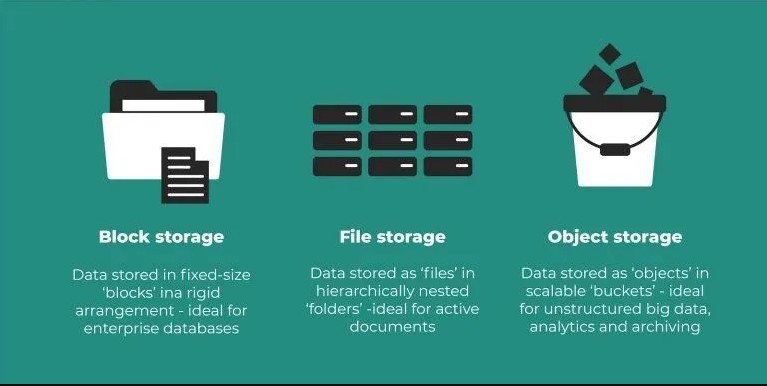 Block storage
Data stored in fixed-size
‘blocks’ ina rigid
arrangement - ideal for
enterprise databases
File storage
Data stored as ‘files’ in
hierarchically nested
‘folders’ -ideal for active
documents
Object storage
Data stored as ‘objects’ in
scalable ‘buckets’ - ideal
for unstructured big data,
analytics and archiving